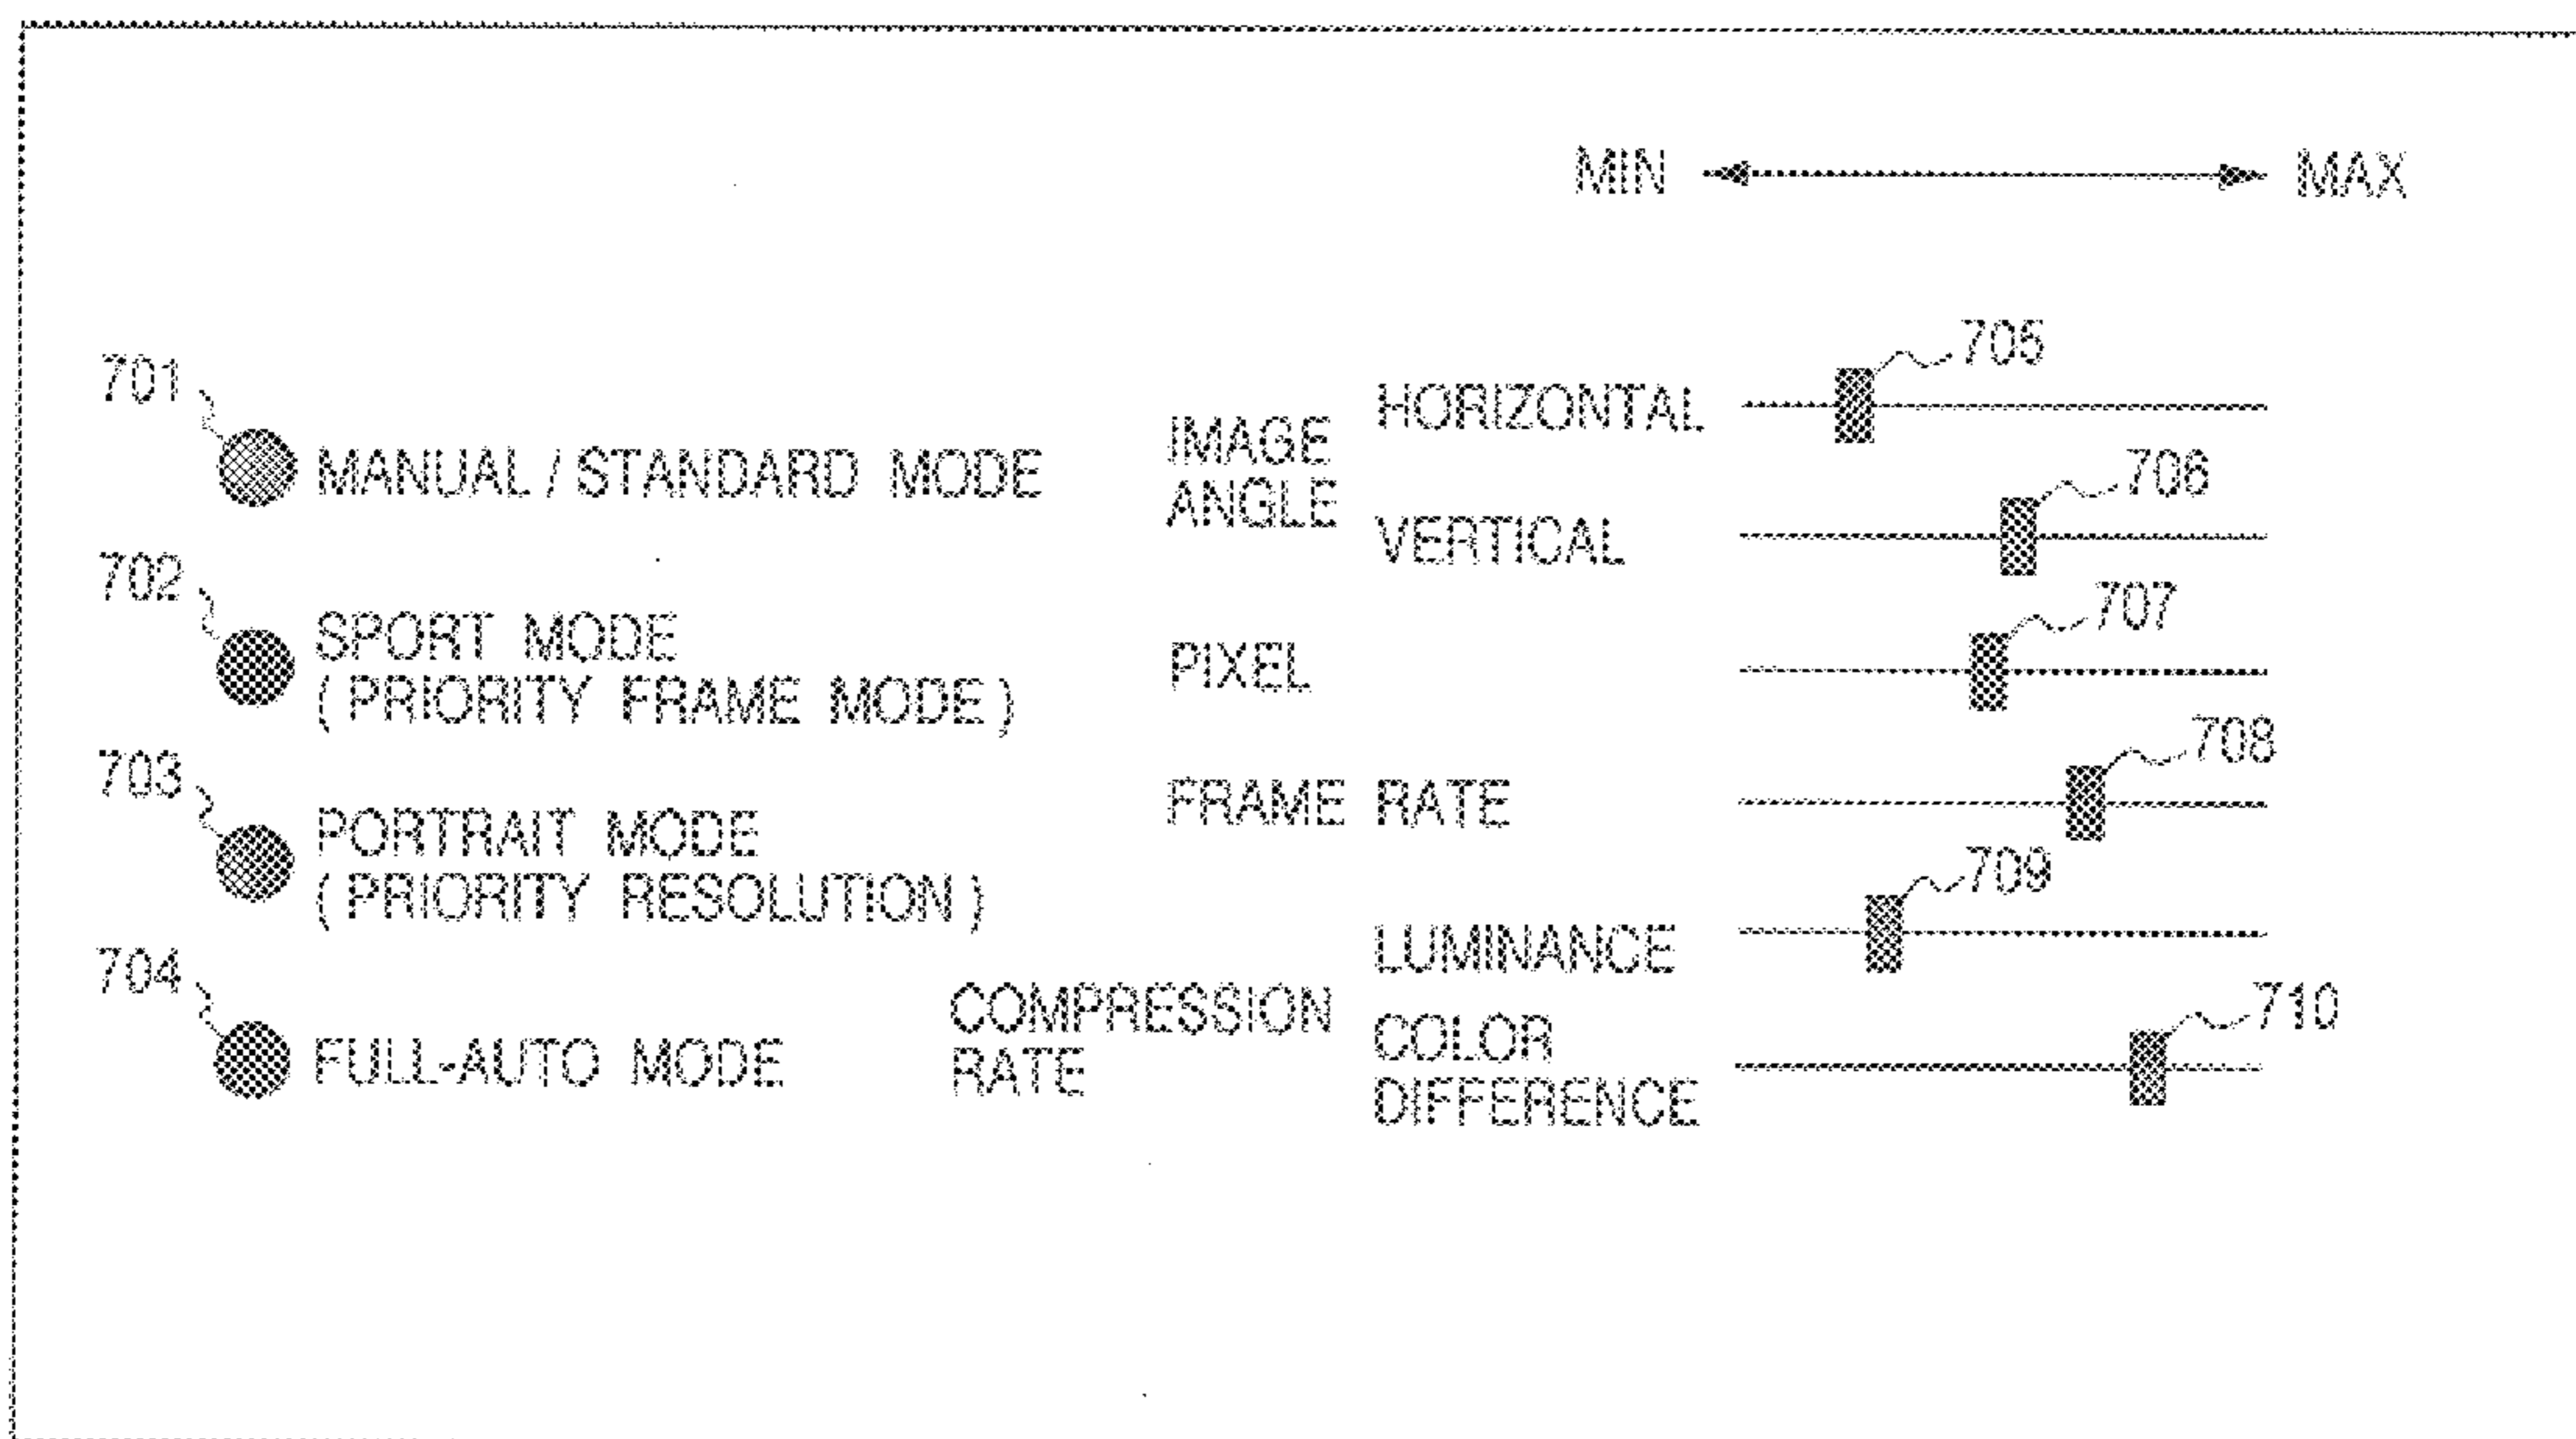 MIN MAX
701
MANUAL / STANDARD MODE
702
SPORT MODE
( PRIORITY FRAME MODE )
703
PORTRAIT MODE
( PRIORITY RESOLUTION )
704
FULL-AUTO MODE
IMAGE
ANGLE
HORIZONTAL
705
VERTICAL
706
PIXEL
707
FRAME RATE
708
COMPRESSION
RATE
LUMINANCE
709
COLOR
DIFFERENCE
710